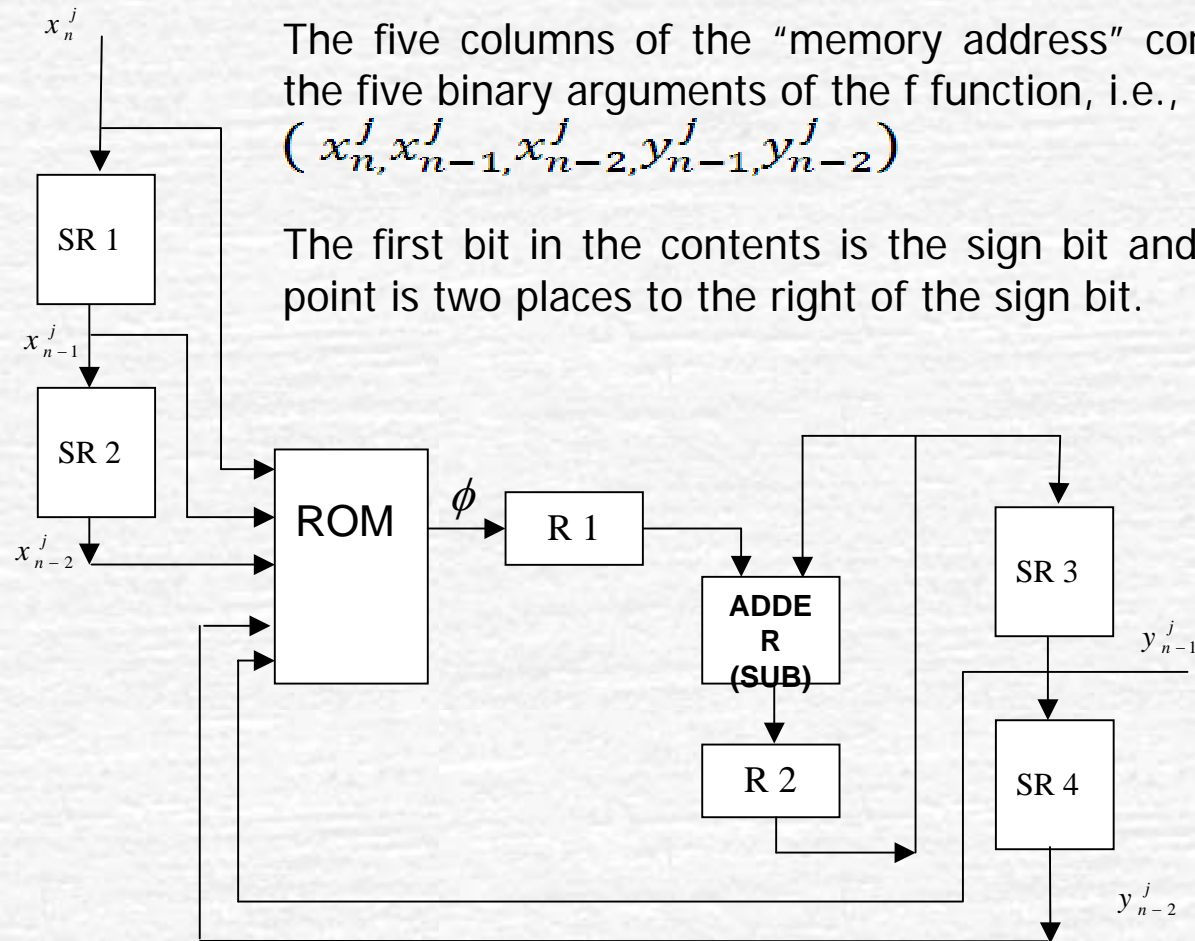 x_n^j
The five columns of the “memory address” co
the five binary arguments of the f function, i.e.,
( x_{n,}^j x_{n-1,}^j x_{n-2,}^j y_{n-1,}^j y_{n-2}^j )
The first bit in the contents is the sign bit and
point is two places to the right of the sign bit.
SR 1
x_{n-1}^j
SR 2
x_{n-2}^j
ROM
ϕ
R 1
ADDE
R
(SUB)
R 2
SR 3
y_{n-1}^j
SR 4
y_{n-2}^j